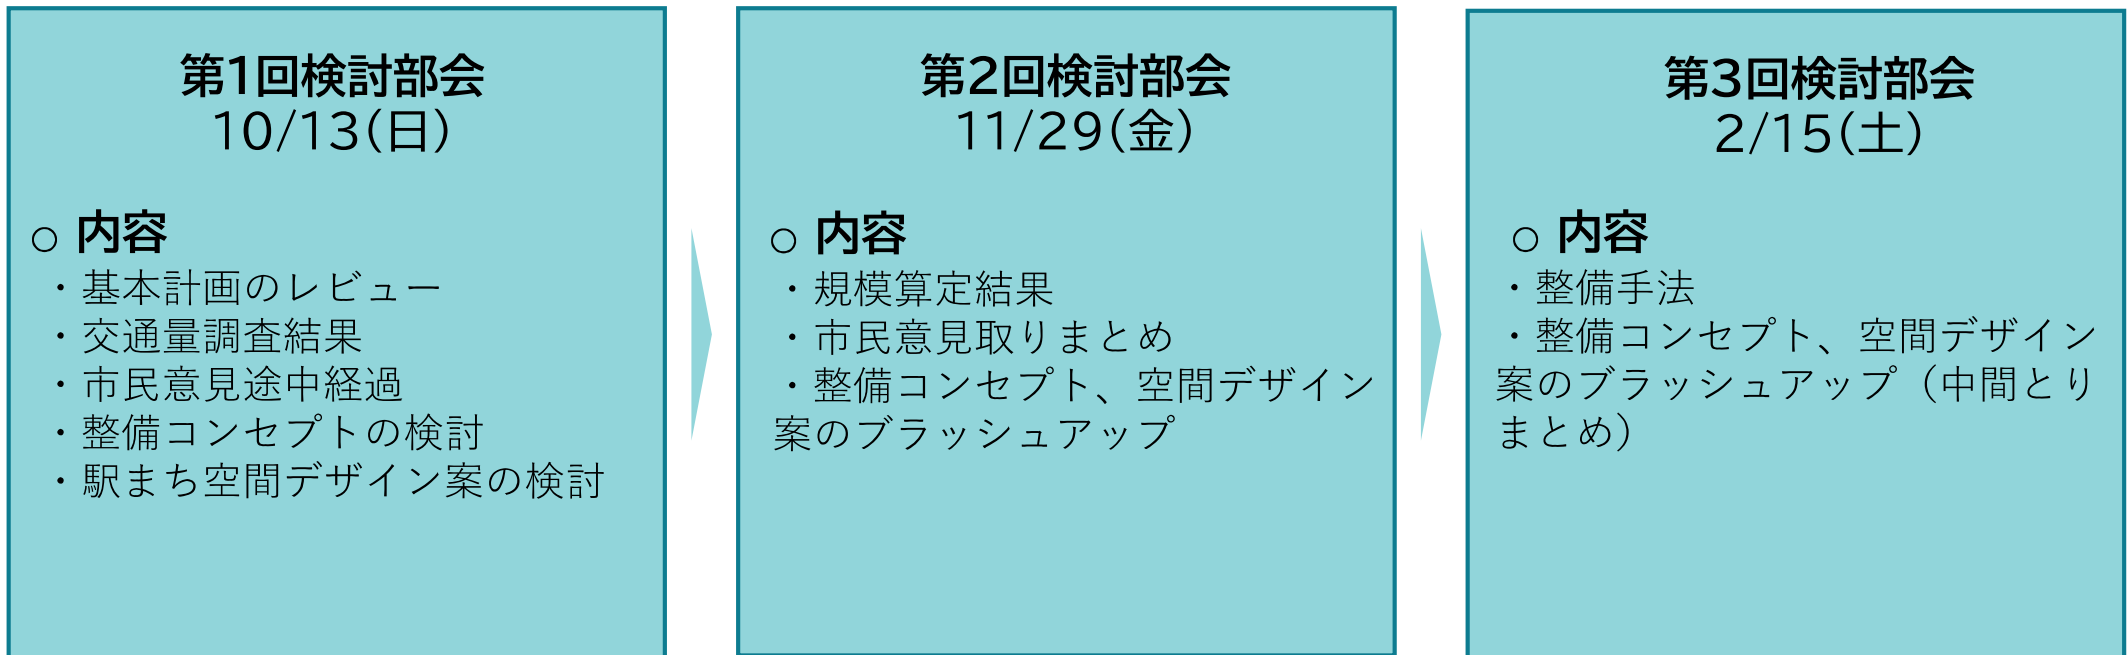 第1回検討部会
10/13(日)
○ 内容
・基本計画のレビュー
・交通量調査結果
・市民意見途中経過
・整備コンセプトの検討
・駅まち空間デザイン案の検討
第2回検討部会
11/29(金)
○ 内容
・規模算定結果
・市民意見取りまとめ
・整備コンセプト、空間デザイン
案のブラッシュアップ
第3回検討部会
2/15(土)
○ 内容
・整備手法
・整備コンセプト、空間デザイン
案のブラッシュアップ（中間とり
まとめ）